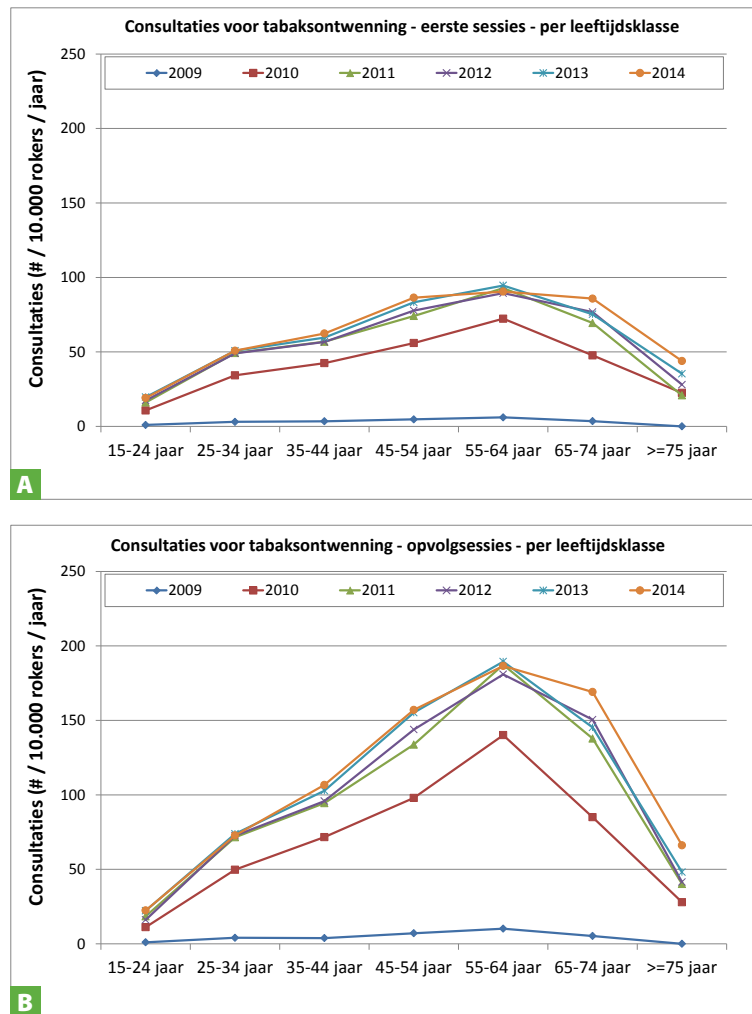 Consultaties voor tabaksontwenning - eerste sessies - per leeftijdsklasse
Consultaties (# / 10.000 rokers / jaar)
250
200
150
100
50
0
2009 2010 2011 2012 2013 2014
15-24 jaar 25-34 jaar 35-44 jaar 45-54 jaar 55-64 jaar 65-74 jaar >=75 jaar
A
Consultaties voor tabaksontwenning - opvolgsessies - per leeftijdsklasse
Consultaties (# / 10.000 rokers / jaar)
250
200
150
100
50
0
2009 2010 2011 2012 2013 2014
15-24 jaar 25-34 jaar 35-44 jaar 45-54 jaar 55-64 jaar 65-74 jaar >=75 jaar
B